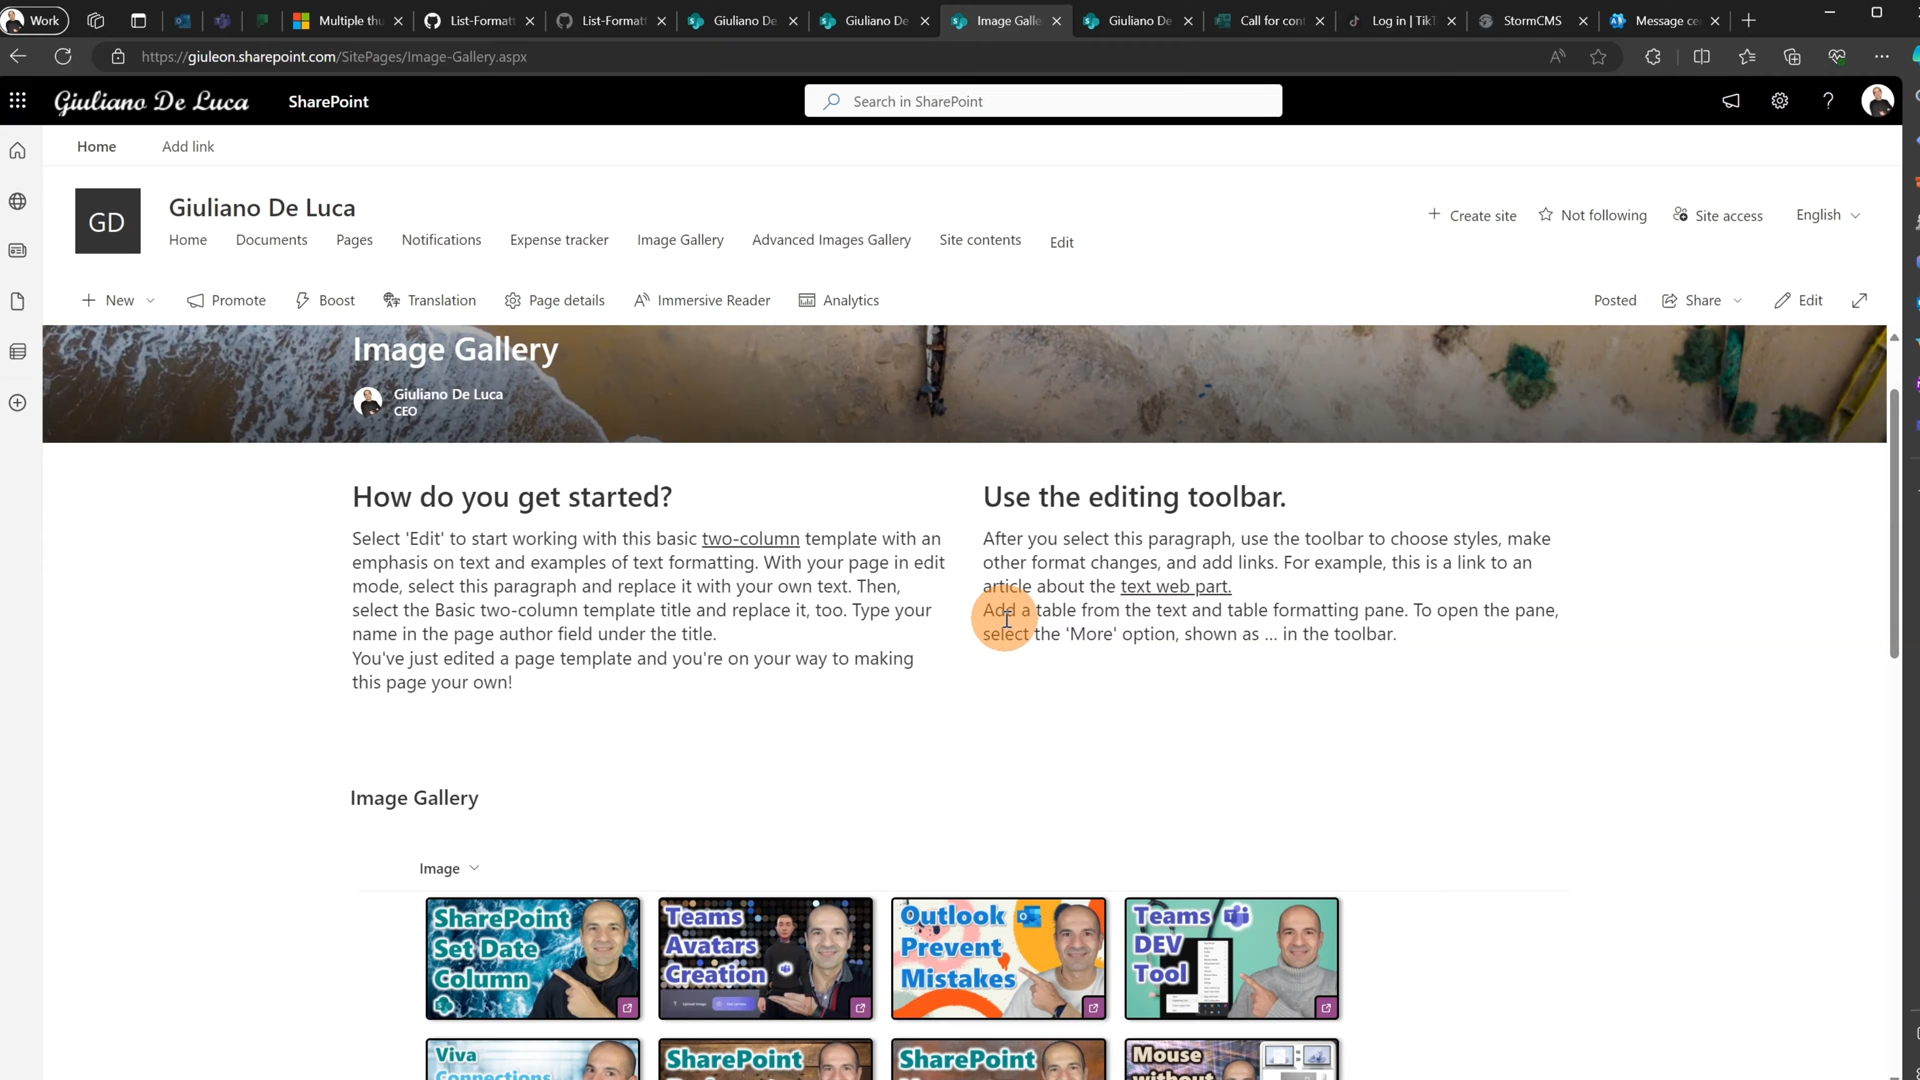 Work
Multiple thu
List-Formatt
List-Formatt
Giuliano De
Giuliano De
Image Galle
Giuliano De
Call for cont
Log in | TikT
StormCMS
Message ce
https://giuleon.sharepoint.com/SitePages/Image-Gallery.aspx
Giuliano De Luca
SharePoint
Search in SharePoint
Home
Add link
GD
Giuliano De Luca
Home
Documents
Pages
Notifications
Expense tracker
Image Gallery
Advanced Images Gallery
Site contents
Edit
Create site
Not following
Site access
English
New
Promote
Boost
Translation
Page details
Immersive Reader
Analytics
Posted
Share
Edit
Image Gallery
Giuliano De Luca
CEO
How do you get started?
Select 'Edit' to start working with this basic two-column template with an
emphasis on text and examples of text formatting. With your page in edit
mode, select this paragraph and replace it with your own text. Then,
select the Basic two-column template title and replace it, too. Type your
name in the page author field under the title.
You've just edited a page template and you're on your way to making
this page your own!
Use the editing toolbar.
After you select this paragraph, use the toolbar to choose styles, make
other format changes, and add links. For example, this is a link to an
article about the text web part.
Add a table from the text and table formatting pane. To open the pane,
select the 'More' option, shown as ... in the toolbar.
Image Gallery
Image
SharePoint
Set Date
Column
Teams
Avatars
Creation
Outlook
Prevent
Mistakes
Teams
DEV
Tool
Viva
Connections
SharePoint
SharePoint
Mouse
without